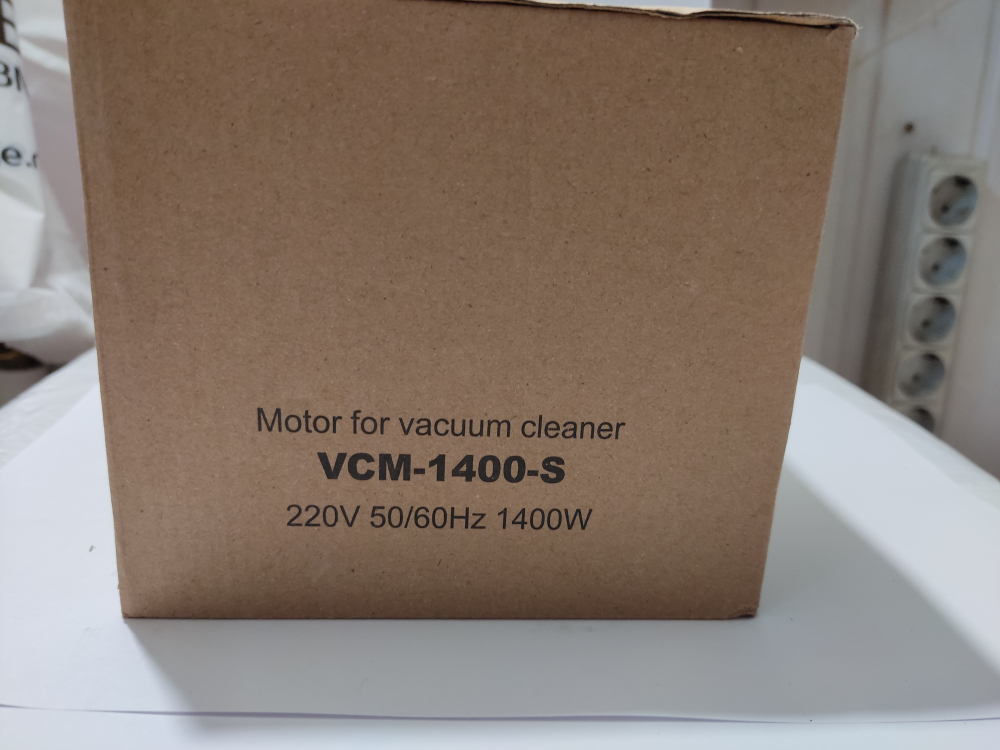 Motor for vacuum cleaner
VCM-1400-S
220V 50/60Hz 1400W